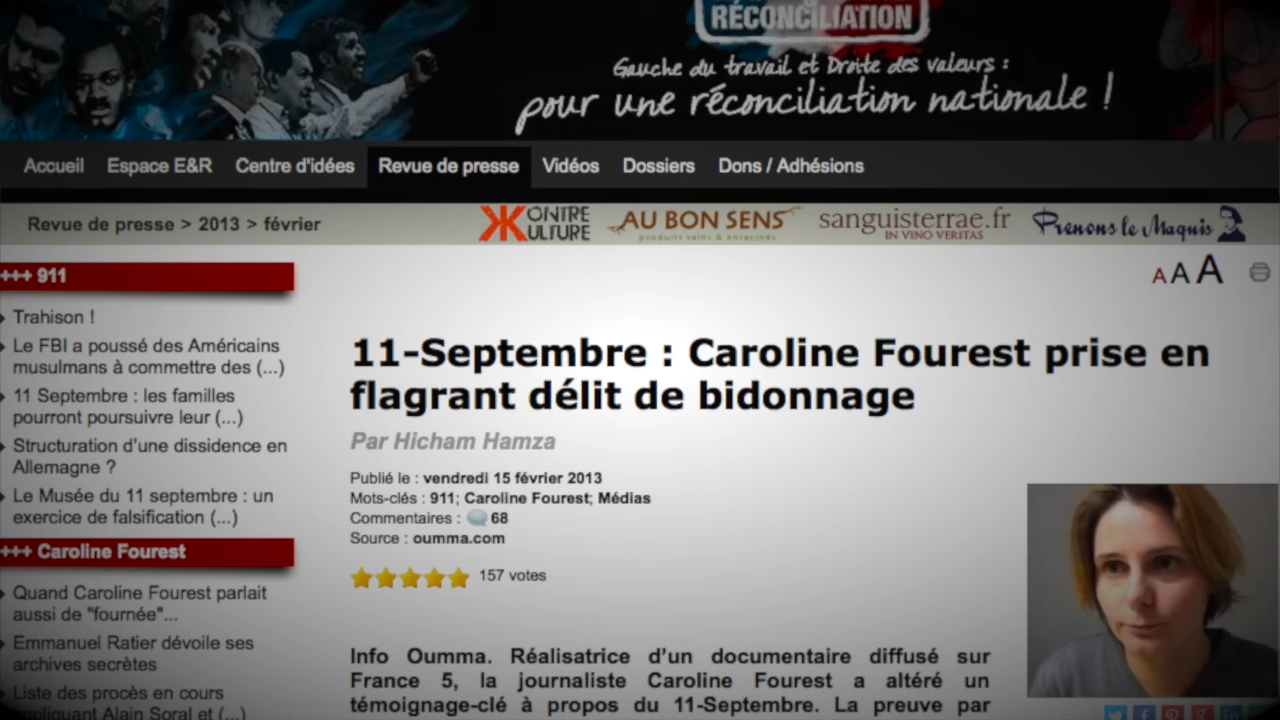 RÉCONCILIATION
Gauche du travail et Droite des valeurs :
pour une réconciliation nationale !
Accueil Espace E&R Centre d'idées Revue de presse Vidéos Dossiers Dons / Adhésions
Revue de presse > 2013 > février
KONTRE KULTURE
AU BON SENS
produits sains & enracinés
sanguisterrae.fr
IN VINO VERITAS
Prenons le Maquis
A A A
+++ 911
Trahison !
Le FBI a poussé des Américains
musulmans à commettre des (...)
11 Septembre : les familles
pourront poursuivre leur (...)
Structuration d'une dissidence en
Allemagne ?
Le Musée du 11 septembre : un
exercice de falsification (...)
+++ Caroline Fourest
Quand Caroline Fourest parlait
aussi de "fournée"...
Emmanuel Ratier dévoile ses
archives secrètes
Liste des procès en cours
impliquant Alain Soral et (...)
11-Septembre : Caroline Fourest prise en
flagrant délit de bidonnage
Par Hicham Hamza
Publié le : vendredi 15 février 2013
Mots-clés : 911; Caroline Fourest; Médias
Commentaires : 68
Source : oumma.com
157 votes
Info Oumma. Réalisatrice d'un documentaire diffusé sur
France 5, la journaliste Caroline Fourest a altéré un
témoignage-clé à propos du 11-Septembre. La preuve par